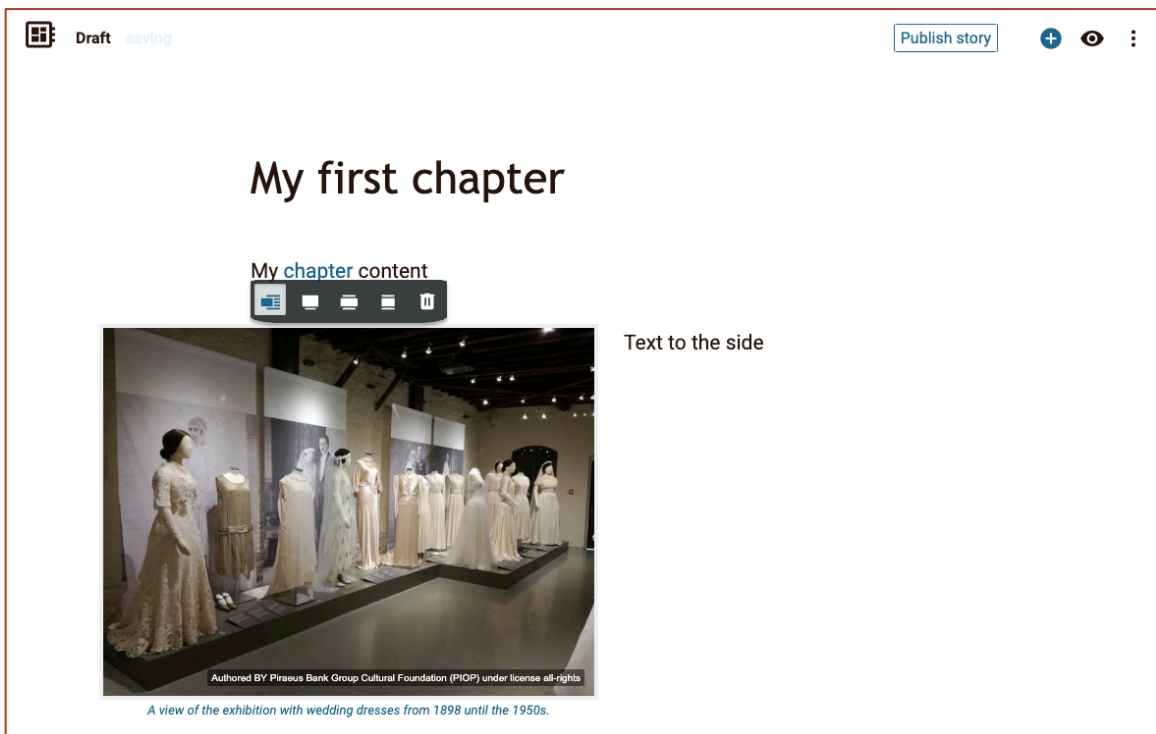 Draft saving
Publish story
My first chapter
My chapter content
Text to the side
Authored BY Piraeus Bank Group Cultural Foundation (PIOP) under license all-rights
A view of the exhibition with wedding dresses from 1898 until the 1950s.